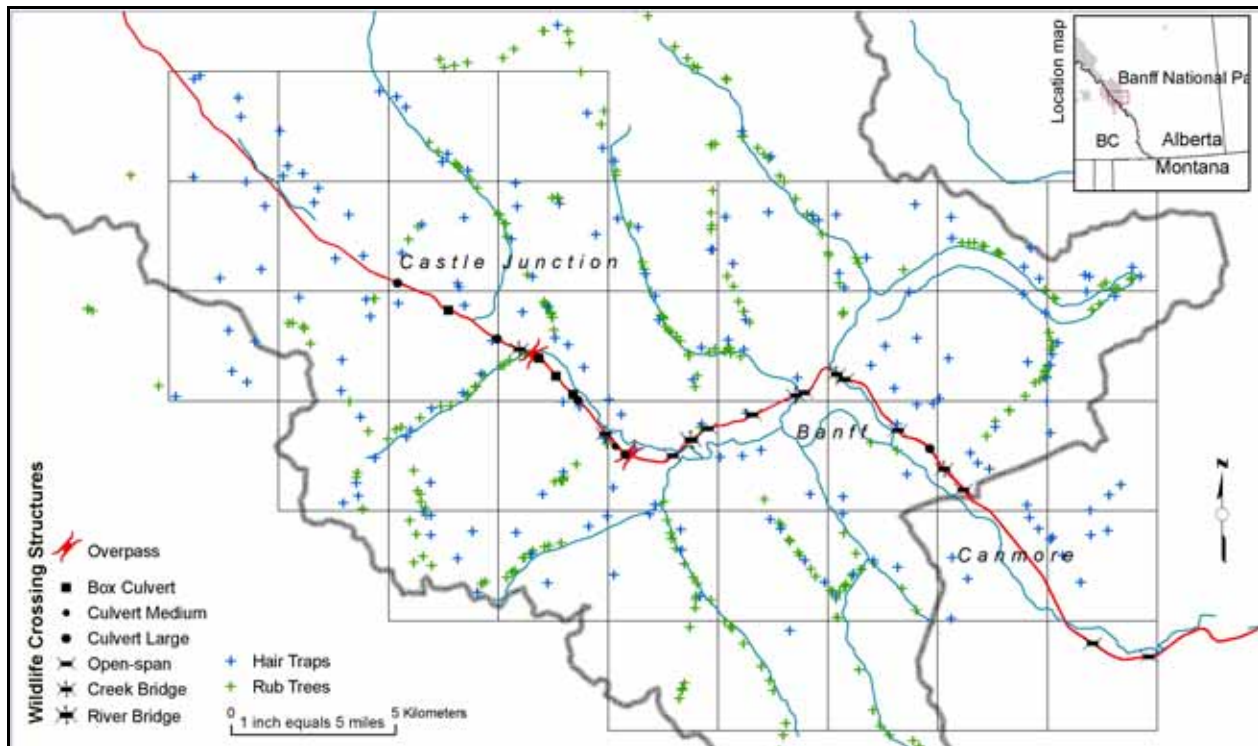 Location map
Banff National Pa
BC
Alberta
Montana
Castle Junction
Banff
Canmore
N
Wildlife Crossing Structures
Overpass
Box Culvert
Culvert Medium
Culvert Large
Open-span
Creek Bridge
River Bridge
Hair Traps
Rub Trees
0
5 Kilometers
1 inch equals 5 miles